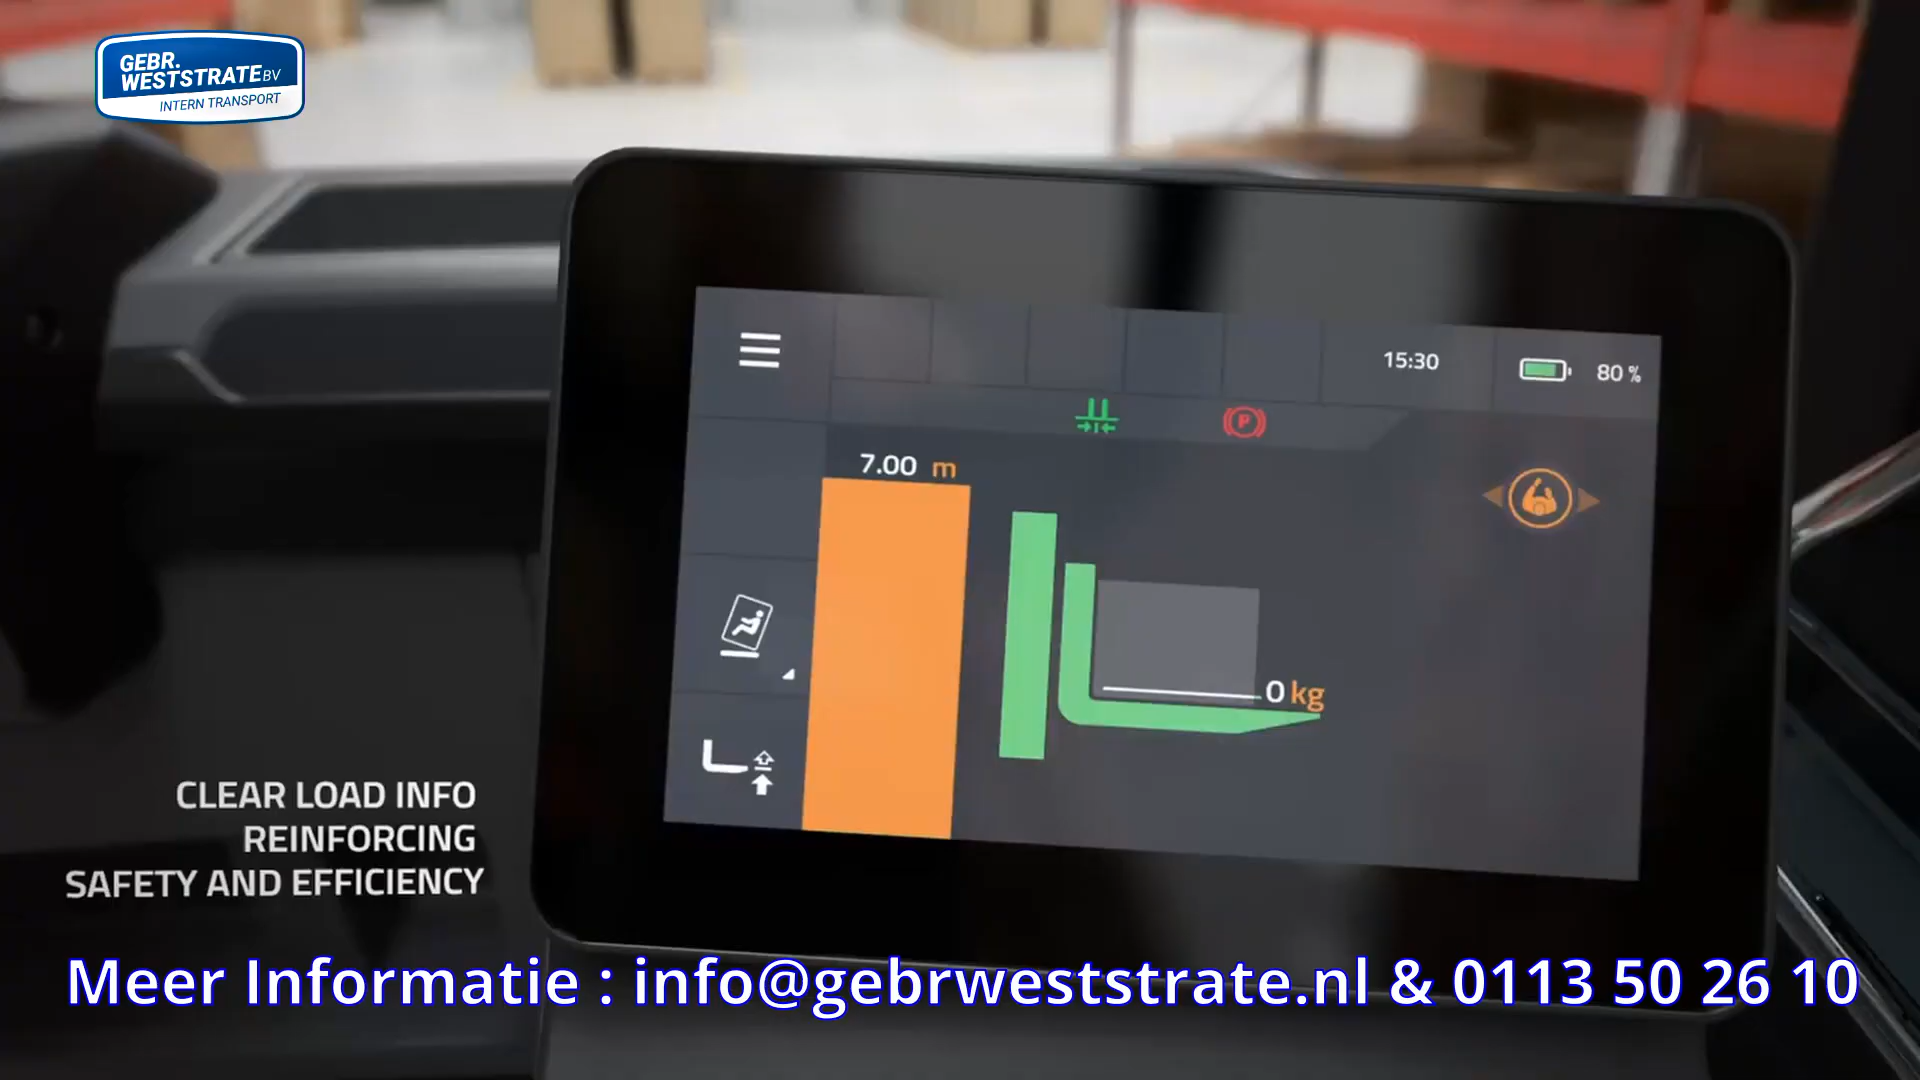 GEBR.
WESTSTRATE BV
INTERN TRANSPORT
15:30
80 %
P
7.00 m
0 kg
CLEAR LOAD INFO
REINFORCING
SAFETY AND EFFICIENCY
Meer Informatie : info@gebrweststrate.nl & 0113 50 26 10